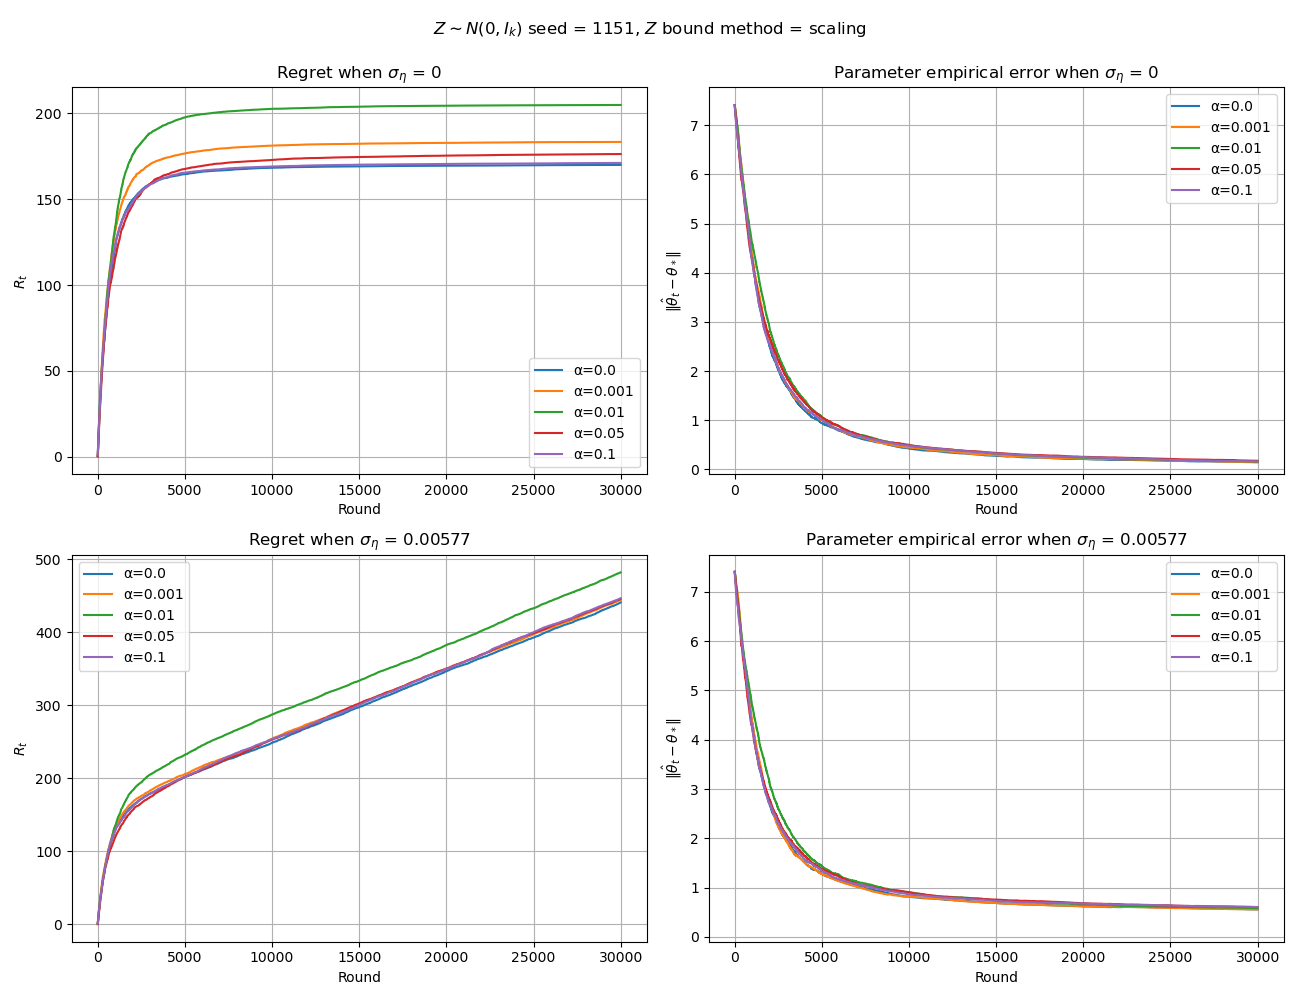 Z ∼ N(0, I_k) seed = 1151, Z bound method = scaling
Regret when σ_η = 0
R_t
200
150
100
50
0
0 5000 10000 15000 20000 25000 30000
Round
α=0.0
α=0.001
α=0.01
α=0.05
α=0.1
Parameter empirical error when σ_η = 0
‖θ̂_t − θ_*‖
7
6
5
4
3
2
1
0
0 5000 10000 15000 20000 25000 30000
Round
α=0.0
α=0.001
α=0.01
α=0.05
α=0.1
Regret when σ_η = 0.00577
R_t
500
400
300
200
100
0
0 5000 10000 15000 20000 25000 30000
Round
α=0.0
α=0.001
α=0.01
α=0.05
α=0.1
Parameter empirical error when σ_η = 0.00577
‖θ̂_t − θ_*‖
7
6
5
4
3
2
1
0
0 5000 10000 15000 20000 25000 30000
Round
α=0.0
α=0.001
α=0.01
α=0.05
α=0.1